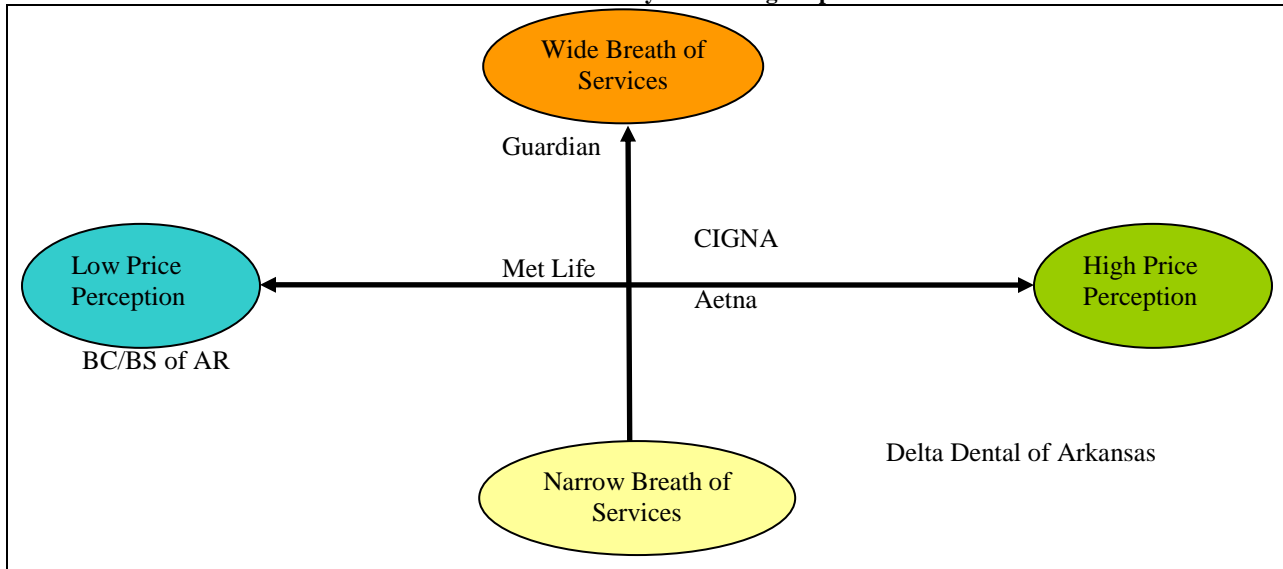 Wide Breath of
Services
Guardian
CIGNA
Low Price
Perception
Met Life
High Price
Perception
Aetna
BC/BS of AR
Delta Dental of Arkansas
Narrow Breath of
Services